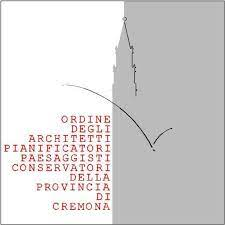 ORDINE
DEGLI
ARCHITETTI
PIANIFICATORI
PAESAGGISTI
CONSERVATORI
DELLA
PROVINCIA
DI
CREMONA